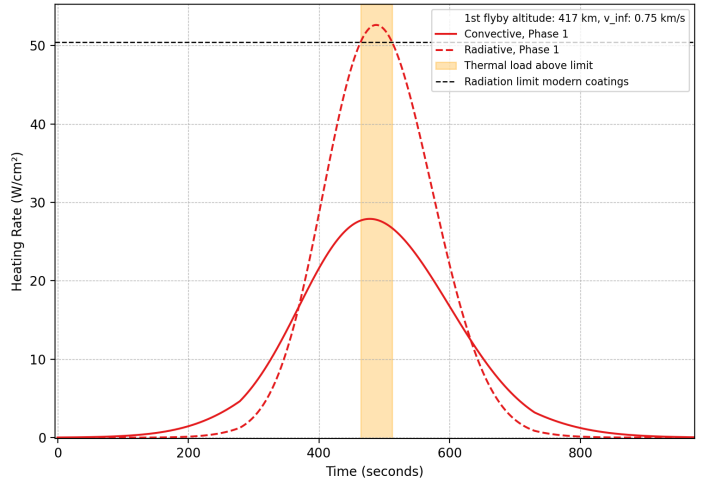 1st flyby altitude: 417 km, v_inf: 0.75 km/s
Convective, Phase 1
Radiative, Phase 1
Thermal load above limit
Radiation limit modern coatings
Heating Rate (W/cm²)
50
40
30
20
10
0
0 200 400 600 800
Time (seconds)